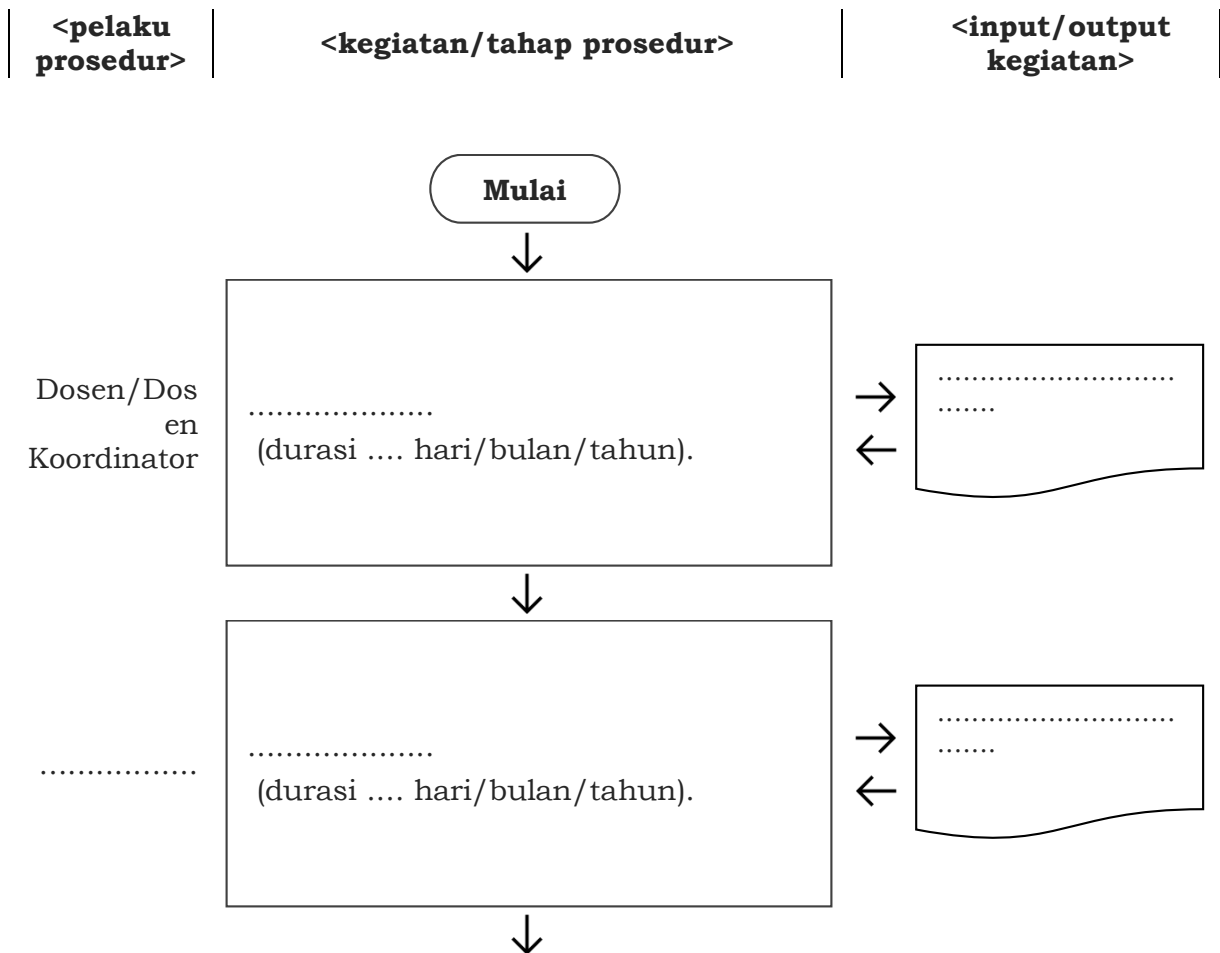 <pelaku
prosedur>
<kegiatan/tahap prosedur>
<input/output
kegiatan>
Mulai
Dosen/Dos
en
Koordinator
....................
(durasi .... hari/bulan/tahun).
............................
.......
.................
....................
(durasi .... hari/bulan/tahun).
............................
.......